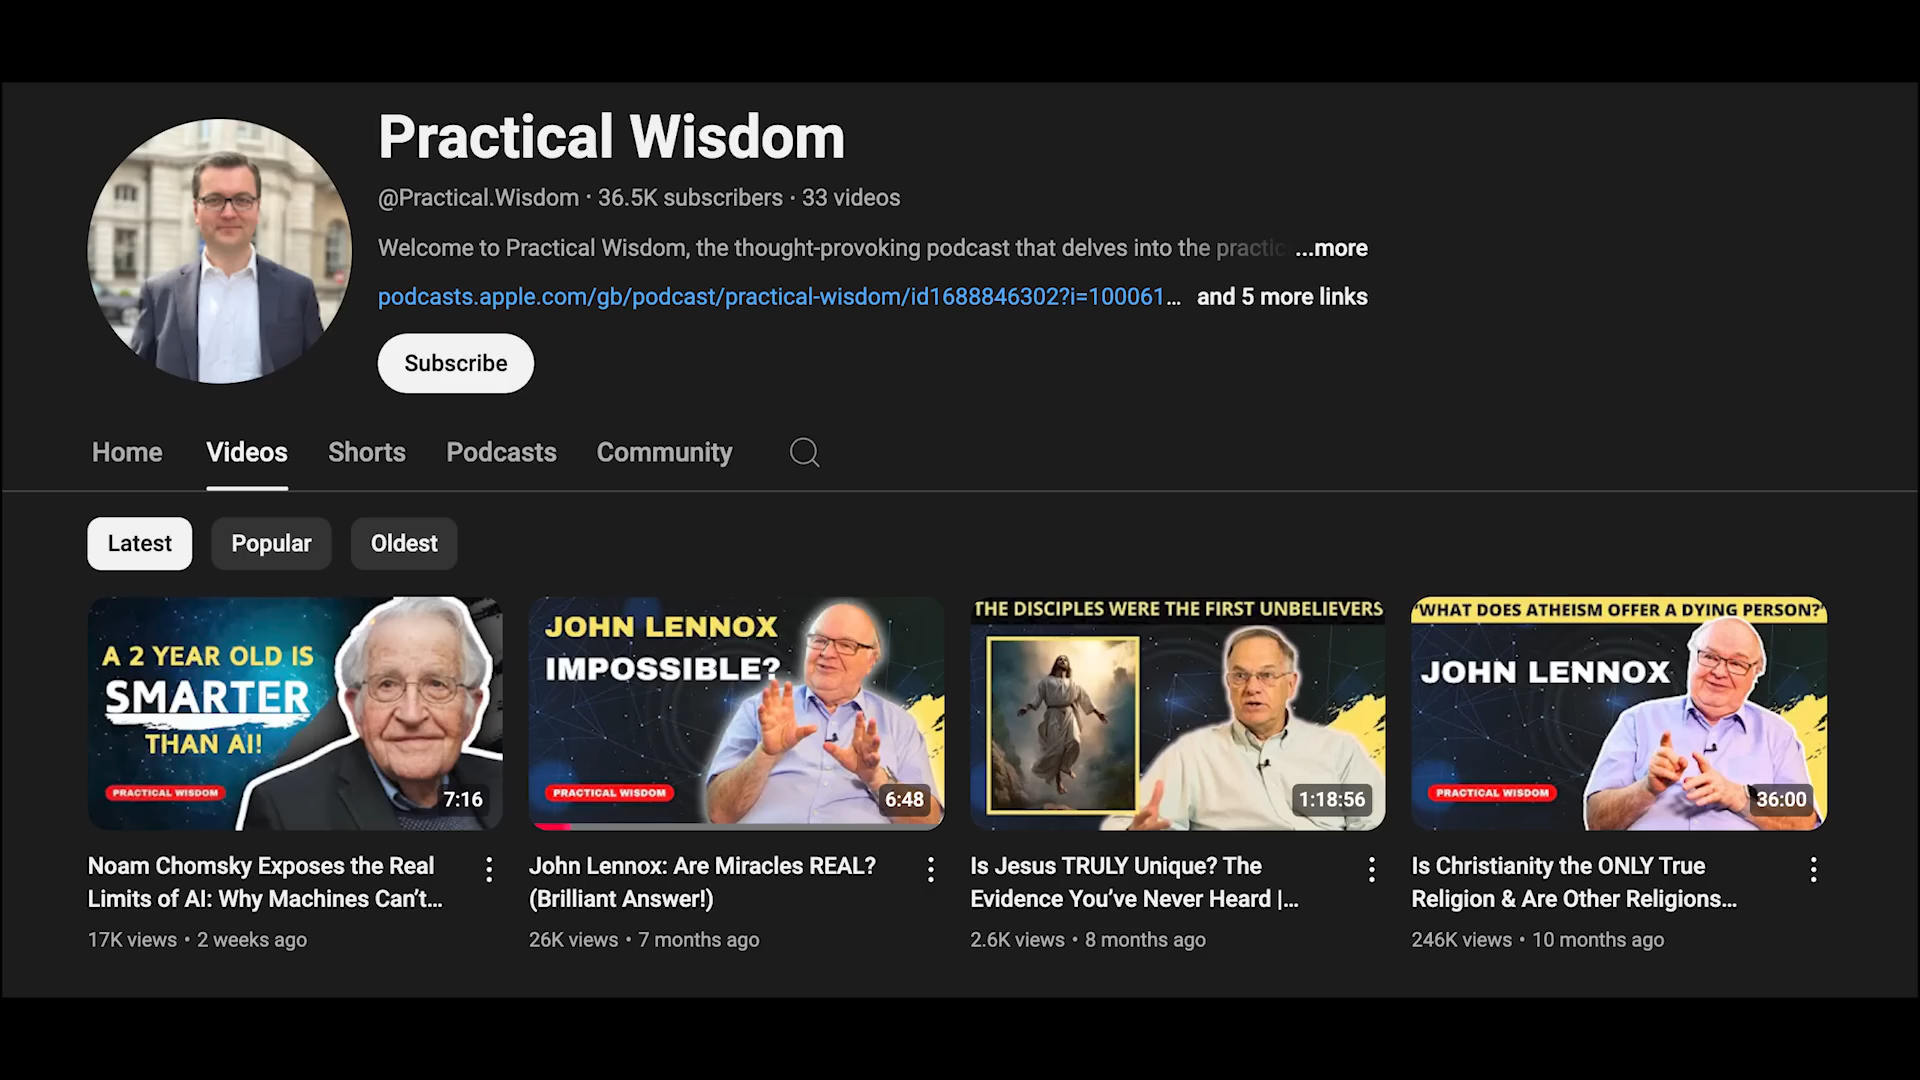 Practical Wisdom
@Practical.Wisdom · 36.5K subscribers · 33 videos
Welcome to Practical Wisdom, the thought-provoking podcast that delves into the practic ...more
podcasts.apple.com/gb/podcast/practical-wisdom/id1688846302?i=100061... and 5 more links
Subscribe
Home Videos Shorts Podcasts Community
Latest Popular Oldest
A 2 YEAR OLD IS
SMARTER
THAN AI!
PRACTICAL WISDOM
7:16
JOHN LENNOX
IMPOSSIBLE?
PRACTICAL WISDOM
6:48
THE DISCIPLES WERE THE FIRST UNBELIEVERS
1:18:56
"WHAT DOES ATHEISM OFFER A DYING PERSON?"
JOHN LENNOX
PRACTICAL WISDOM
36:00
Noam Chomsky Exposes the Real
Limits of AI: Why Machines Can't...
17K views • 2 weeks ago
John Lennox: Are Miracles REAL?
(Brilliant Answer!)
26K views • 7 months ago
Is Jesus TRULY Unique? The
Evidence You've Never Heard |...
2.6K views • 8 months ago
Is Christianity the ONLY True
Religion & Are Other Religions...
246K views • 10 months ago